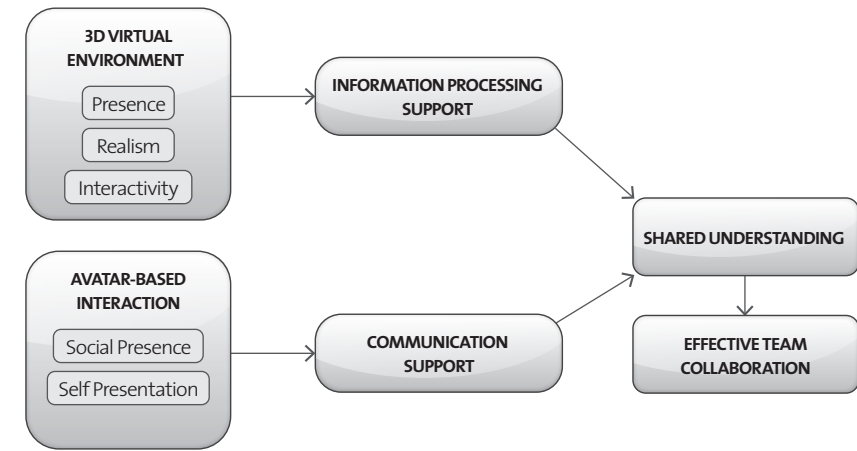 3D VIRTUAL
ENVIRONMENT
Presence
Realism
Interactivity
INFORMATION PROCESSING
SUPPORT
SHARED UNDERSTANDING
AVATAR-BASED
INTERACTION
Social Presence
Self Presentation
COMMUNICATION
SUPPORT
EFFECTIVE TEAM
COLLABORATION